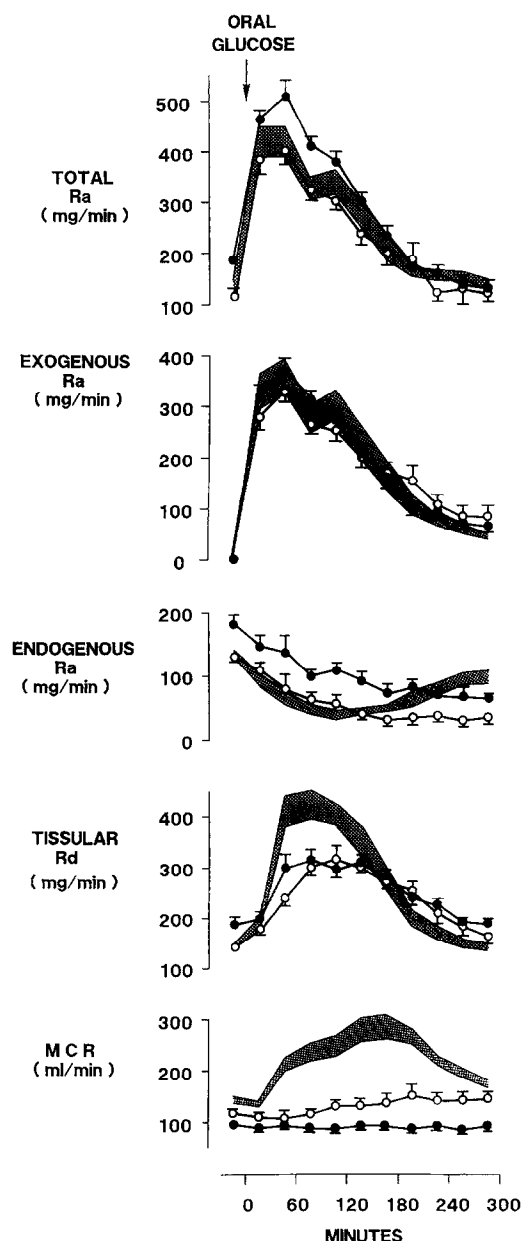 ORAL
GLUCOSE
500
400
300
200
100
TOTAL
Ra
( mg/min )
400
300
200
100
0
EXOGENOUS
Ra
( mg/min )
200
100
0
ENDOGENOUS
Ra
( mg/min )
400
300
200
100
TISSULAR
Rd
( mg/min )
300
200
100
M C R
( ml/min )
0 60 120 180 240 300
MINUTES